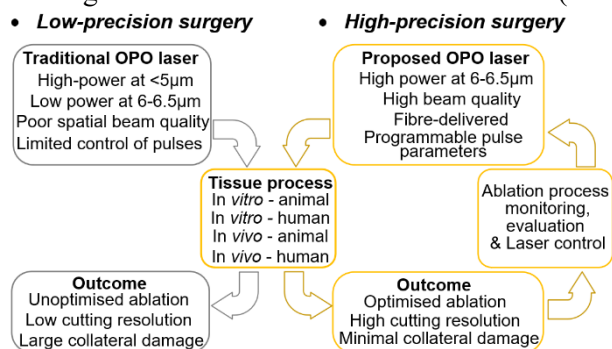 • Low-precision surgery
• High-precision surgery
Traditional OPO laser
High-power at <5µm
Low power at 6-6.5µm
Poor spatial beam quality
Limited control of pulses
Proposed OPO laser
High power at 6-6.5µm
High beam quality
Fibre-delivered
Programmable pulse
parameters
Tissue process
In vitro - animal
In vitro - human
In vivo - animal
In vivo - human
Ablation process
monitoring,
evaluation
& Laser control
Outcome
Unoptimised ablation
Low cutting resolution
Large collateral damage
Outcome
Optimised ablation
High cutting resolution
Minimal collateral damage